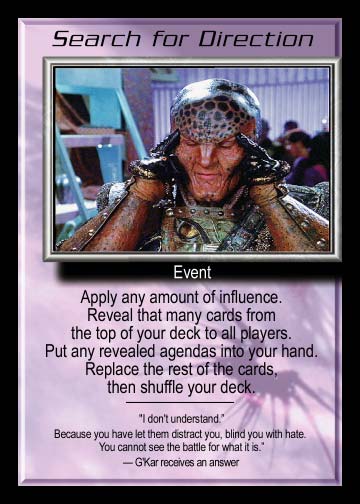 Search for Direction
Event
Apply any amount of influence.
Reveal that many cards from
the top of your deck to all players.
Put any revealed agendas into your hand.
Replace the rest of the cards,
then shuffle your deck.
"I don't understand."
Because you have let them distract you, blind you with hate.
You cannot see the battle for what it is."
— G'Kar receives an answer